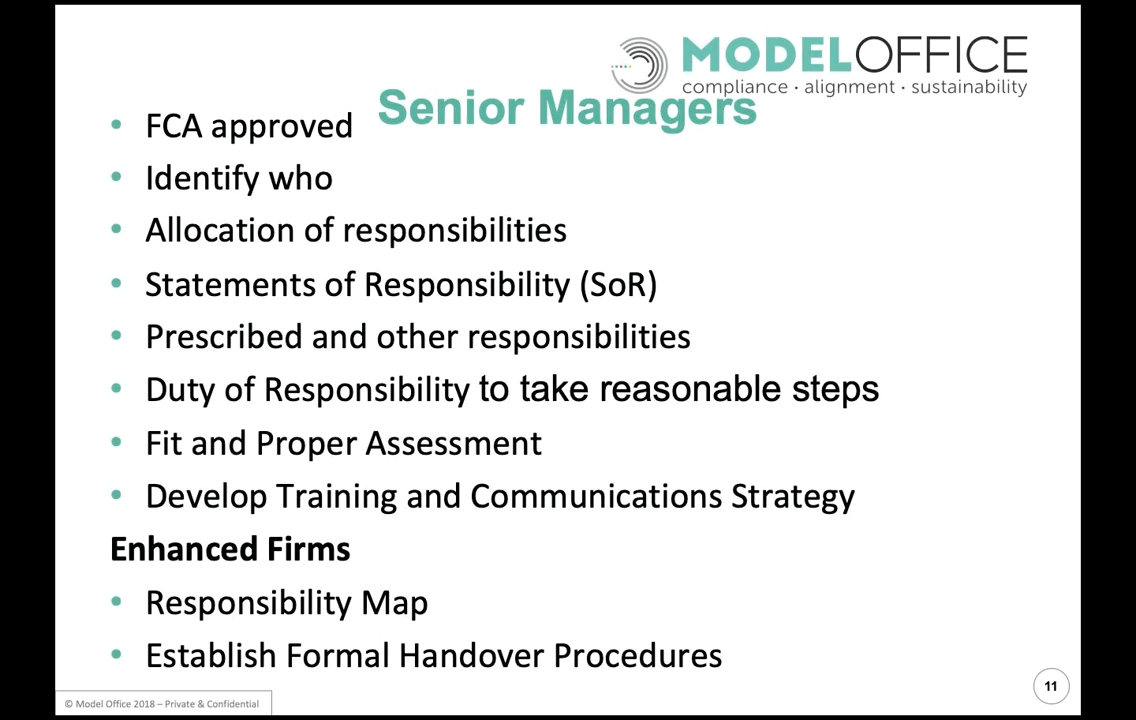 MODELOFFICE
compliance · alignment · sustainability
Senior Managers
• FCA approved
• Identify who
• Allocation of responsibilities
• Statements of Responsibility (SoR)
• Prescribed and other responsibilities
• Duty of Responsibility to take reasonable steps
• Fit and Proper Assessment
• Develop Training and Communications Strategy
Enhanced Firms
• Responsibility Map
• Establish Formal Handover Procedures
© Model Office 2018 – Private & Confidential
11